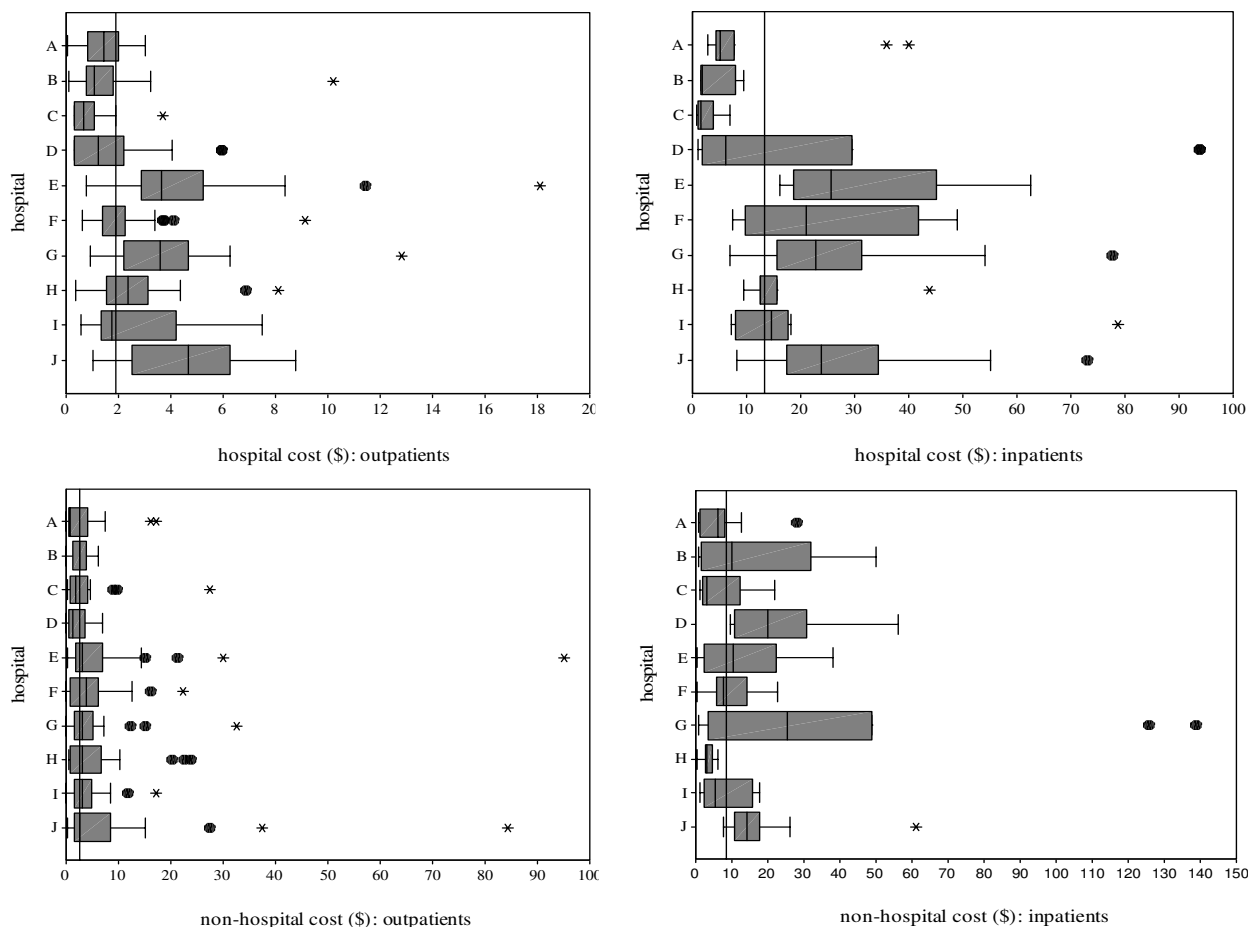 A
B
C
D
E
F
G
H
I
J
hospital
0 2 4 6 8 10 12 14 16 18 20
hospital cost ($): outpatients
A
B
C
D
E
F
G
H
I
J
hospital
0 10 20 30 40 50 60 70 80 90 100
hospital cost ($): inpatients
A
B
C
D
E
F
G
H
I
J
hospital
0 10 20 30 40 50 60 70 80 90 100
non-hospital cost ($): outpatients
A
B
C
D
E
F
G
H
I
J
hospital
0 10 20 30 40 50 60 70 80 90 100 110 120 130 140 150
non-hospital cost ($): inpatients